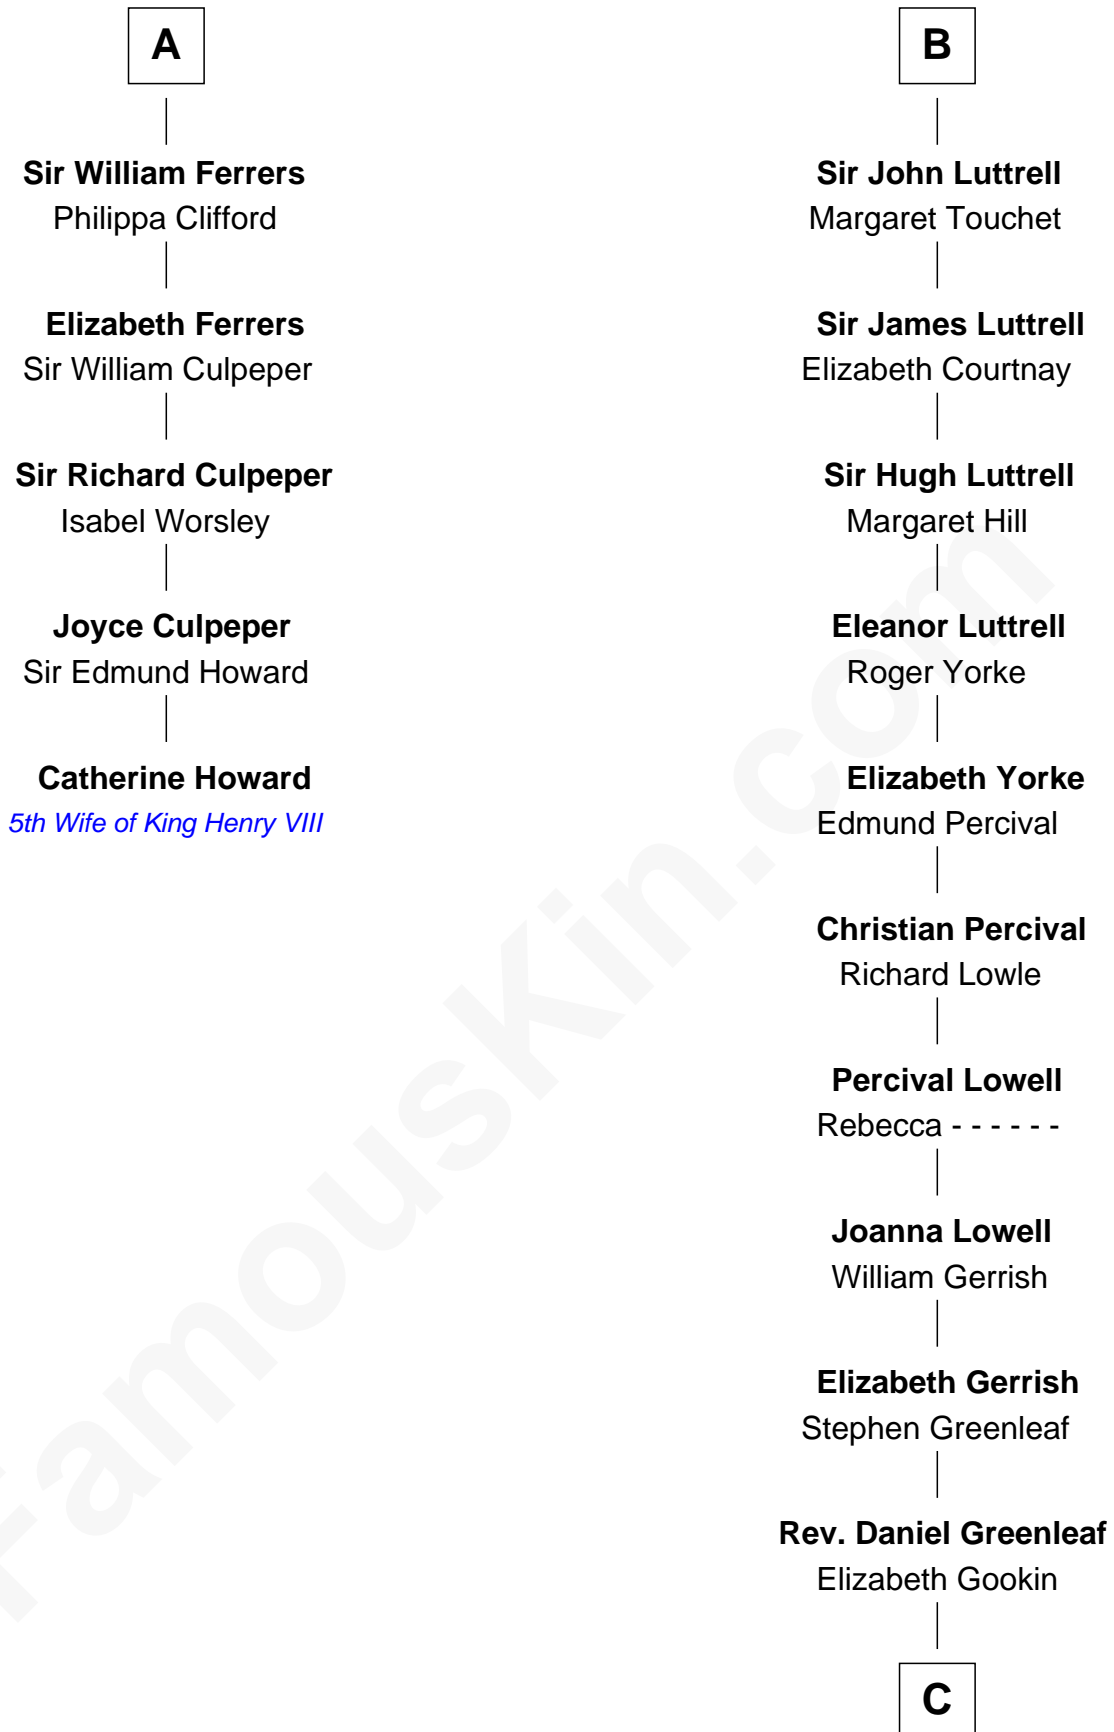 A
Sir William Ferrers
Philippa Clifford
Elizabeth Ferrers
Sir William Culpeper
Sir Richard Culpeper
Isabel Worsley
Joyce Culpeper
Sir Edmund Howard
Catherine Howard
5th Wife of King Henry VIII
B
Sir John Luttrell
Margaret Touchet
Sir James Luttrell
Elizabeth Courtnay
Sir Hugh Luttrell
Margaret Hill
Eleanor Luttrell
Roger Yorke
Elizabeth Yorke
Edmund Percival
Christian Percival
Richard Lowle
Percival Lowell
Rebecca - - - - - -
Joanna Lowell
William Gerrish
Elizabeth Gerrish
Stephen Greenleaf
Rev. Daniel Greenleaf
Elizabeth Gookin
C
FamousKin.com